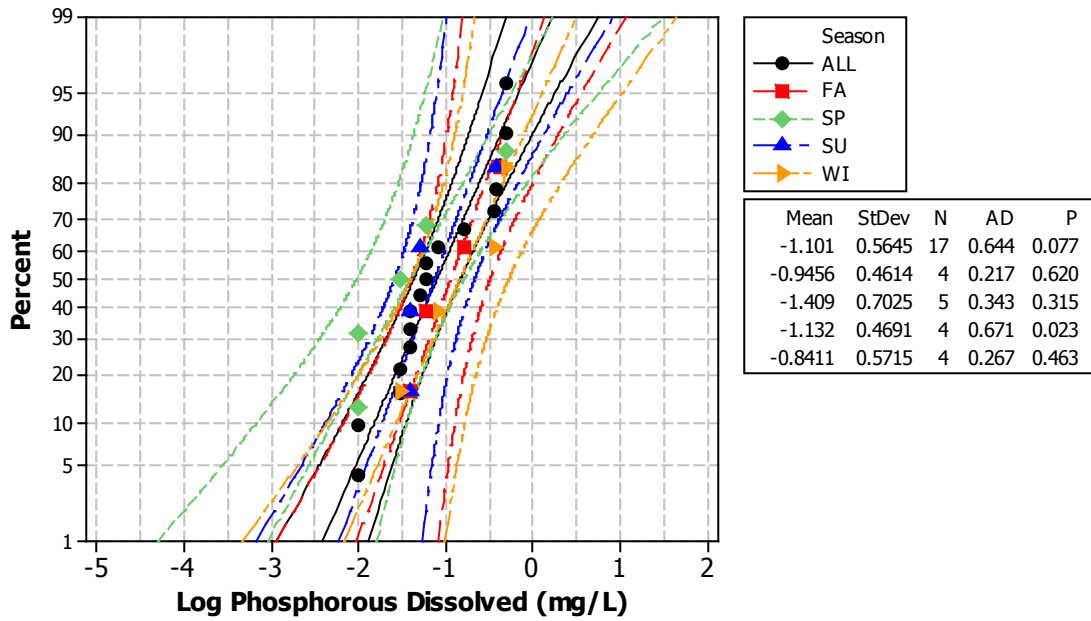 99
95
90
80
70
60
50
40
30
20
10
5
1
Percent
-5 -4 -3 -2 -1 0 1 2
Log Phosphorous Dissolved (mg/L)
Season
ALL
FA
SP
SU
WI
Mean StDev N AD P
-1.101 0.5645 17 0.644 0.077
-0.9456 0.4614 4 0.217 0.620
-1.409 0.7025 5 0.343 0.315
-1.132 0.4691 4 0.671 0.023
-0.8411 0.5715 4 0.267 0.463